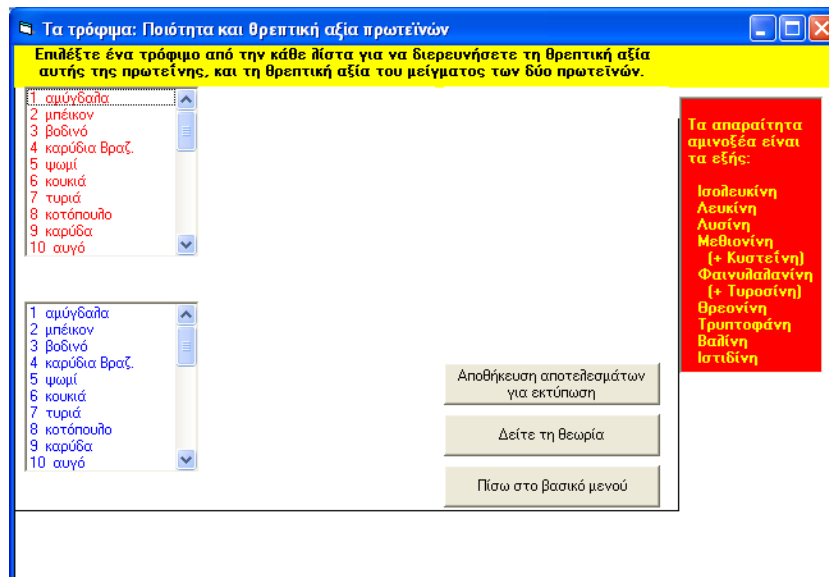 Τα τρόφιμα: Ποιότητα και θρεπτική αξία πρωτεϊνών
Επιλέξτε ένα τρόφιμο από την κάθε λίστα για να διερευνήσετε τη θρεπτική αξία
αυτής της πρωτεΐνης, και τη θρεπτική αξία του μείγματος των δύο πρωτεϊνών.
1 αμύγδαλα
2 μπέικον
3 βοδινό
4 καρύδια Βραζ.
5 ψωμί
6 κουκιά
7 τυριά
8 κοτόπουλο
9 καρύδα
10 αυγό
1 αμύγδαλα
2 μπέικον
3 βοδινό
4 καρύδια Βραζ.
5 ψωμί
6 κουκιά
7 τυριά
8 κοτόπουλο
9 καρύδα
10 αυγό
Αποθήκευση αποτελεσμάτων
για εκτύπωση
Δείτε τη θεωρία
Πίσω στο βασικό μενού
Τα απαραίτητα
αμινοξέα είναι
τα εξής:
Ισολευκίνη
Λευκίνη
Λυσίνη
Μεθιονίνη
(+ Κυστεΐνη)
Φαινυλαλανίνη
(+ Τυροσίνη)
Θρεονίνη
Τρυπτοφάνη
Βαλίνη
Ιστιδίνη